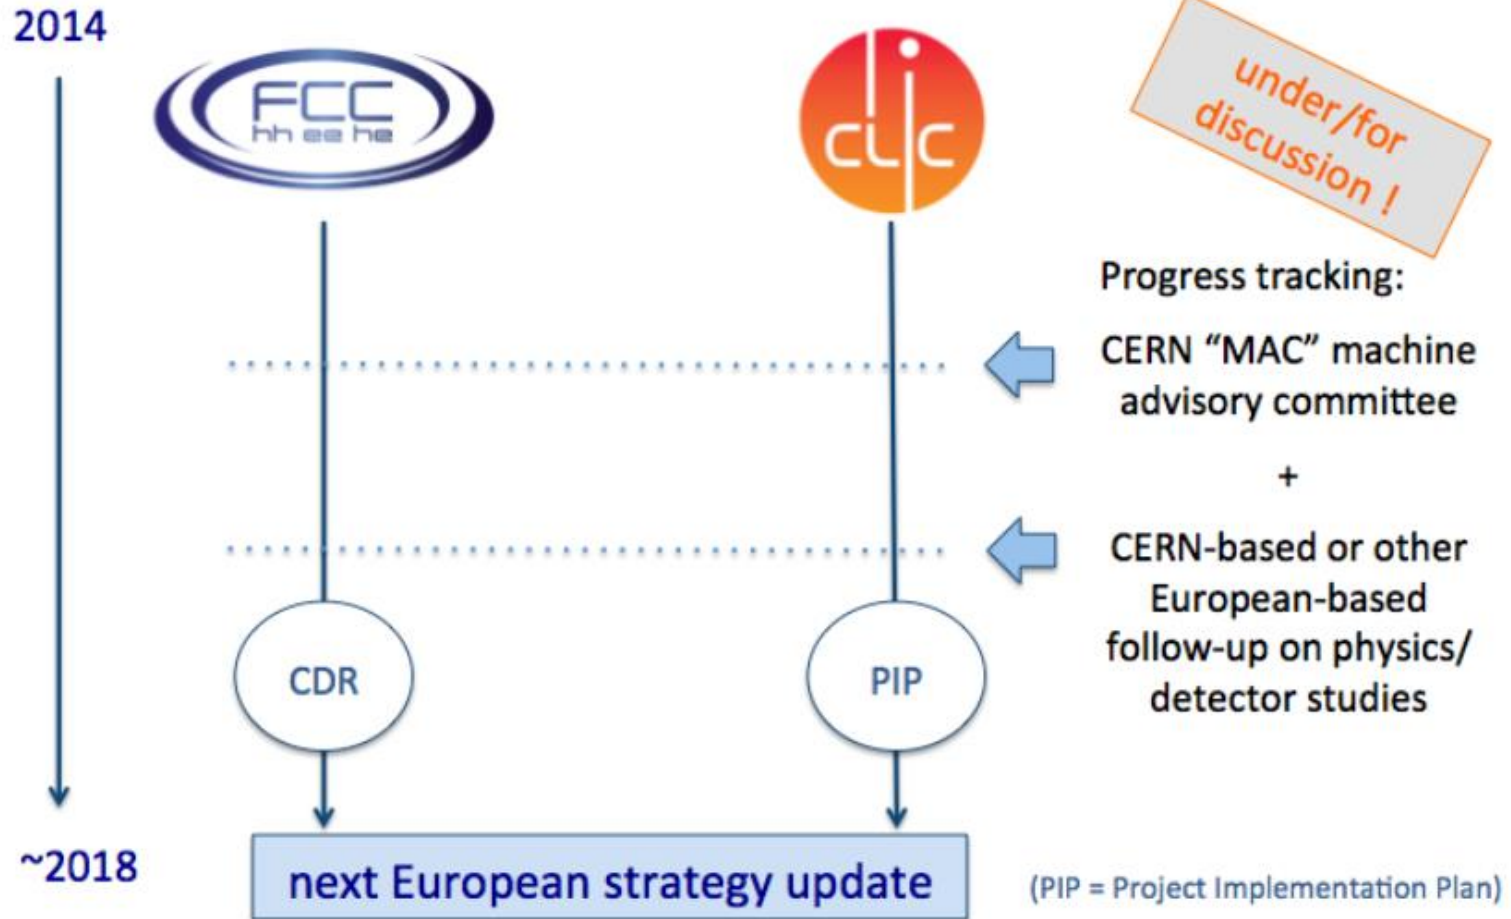 2014
FCC
hh ee he
clic
under/for
discussion !
Progress tracking:
CERN “MAC” machine
advisory committee
+
CERN-based or other
European-based
follow-up on physics/
detector studies
CDR
PIP
~2018
next European strategy update
(PIP = Project Implementation Plan)